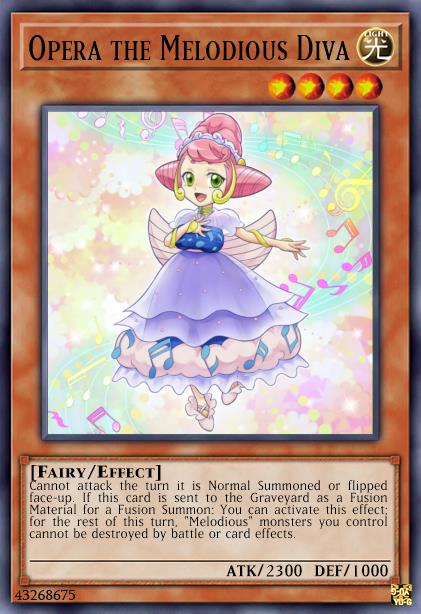 OPERA THE MELODIOUS DIVA
LIGHT
光
[FAIRY/EFFECT]
Cannot attack the turn it is Normal Summoned or flipped
face-up. If this card is sent to the Graveyard as a Fusion
Material for a Fusion Summon: You can activate this effect;
for the rest of this turn, "Melodious" monsters you control
cannot be destroyed by battle or card effects.
ATK/2300 DEF/1000
43268675